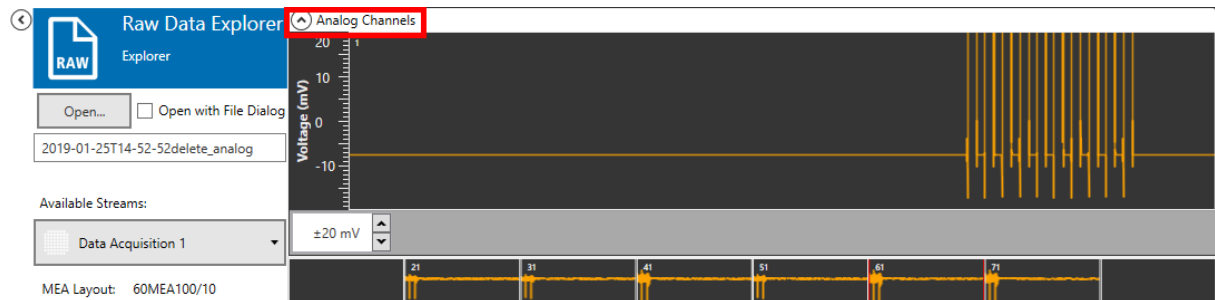 Raw Data Explorer
Explorer
RAW
Open...
Open with File Dialog
2019-01-25T14-52-52delete_analog
Available Streams:
Data Acquisition 1
MEA Layout: 60MEA100/10
Analog Channels
Voltage (mV)
20
10
0
-10
1
±20 mV
21 31 41 51 61 71